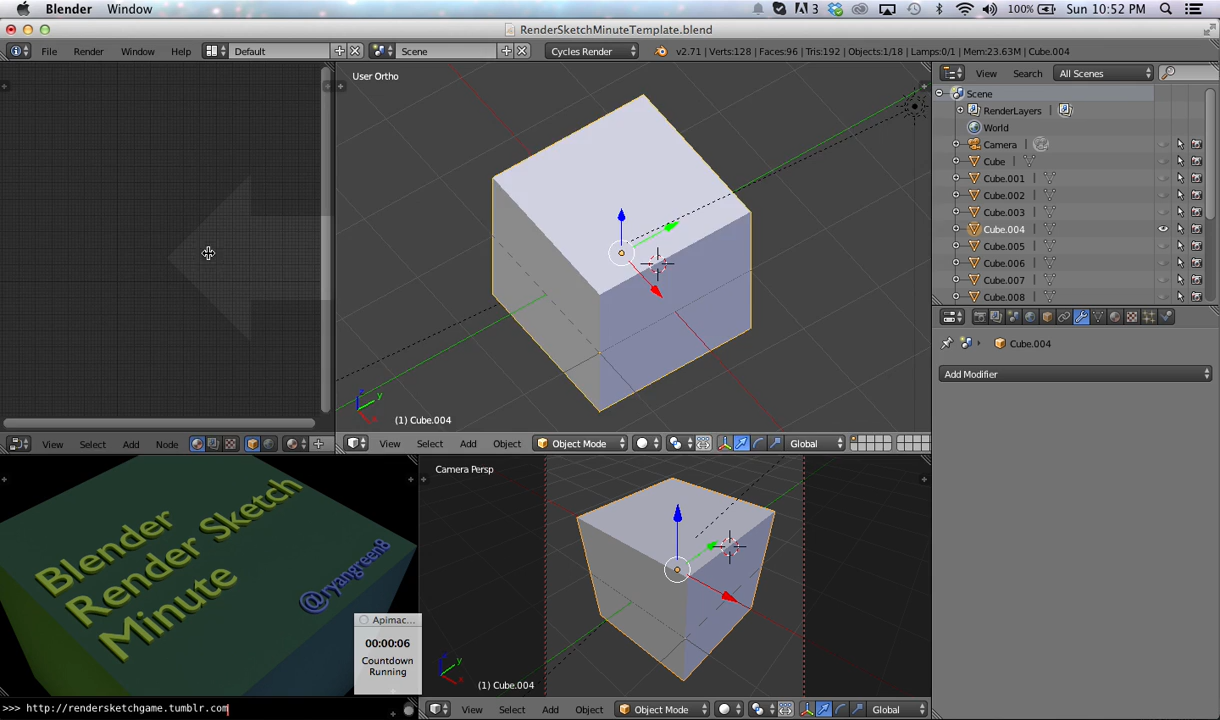 Blender Window Apimac... 3 100% Sun 10:52 PM
RenderSketchMinuteTemplate.blend
File Render Window Help Default Scene Cycles Render v2.71 | Verts:128 | Faces:96 | Tris:192 | Objects:1/18 | Lamps:0/1 | Mem:23.63M | Cube.004
User Ortho
(1) Cube.004
View Select Add Node
View Select Add Object Object Mode Global
View Search All Scenes
Scene
RenderLayers
World
Camera
Cube
Cube.001
Cube.002
Cube.003
Cube.004
Cube.005
Cube.006
Cube.007
Cube.008
Cube.004
Add Modifier
Blender
Render Sketch
Minute
@ryangreen8
Apimac...
00:00:06
Countdown
Running
>>> http://rendersketchgame.tumblr.com
Camera Persp
(1) Cube.004
View Select Add Object Object Mode Global